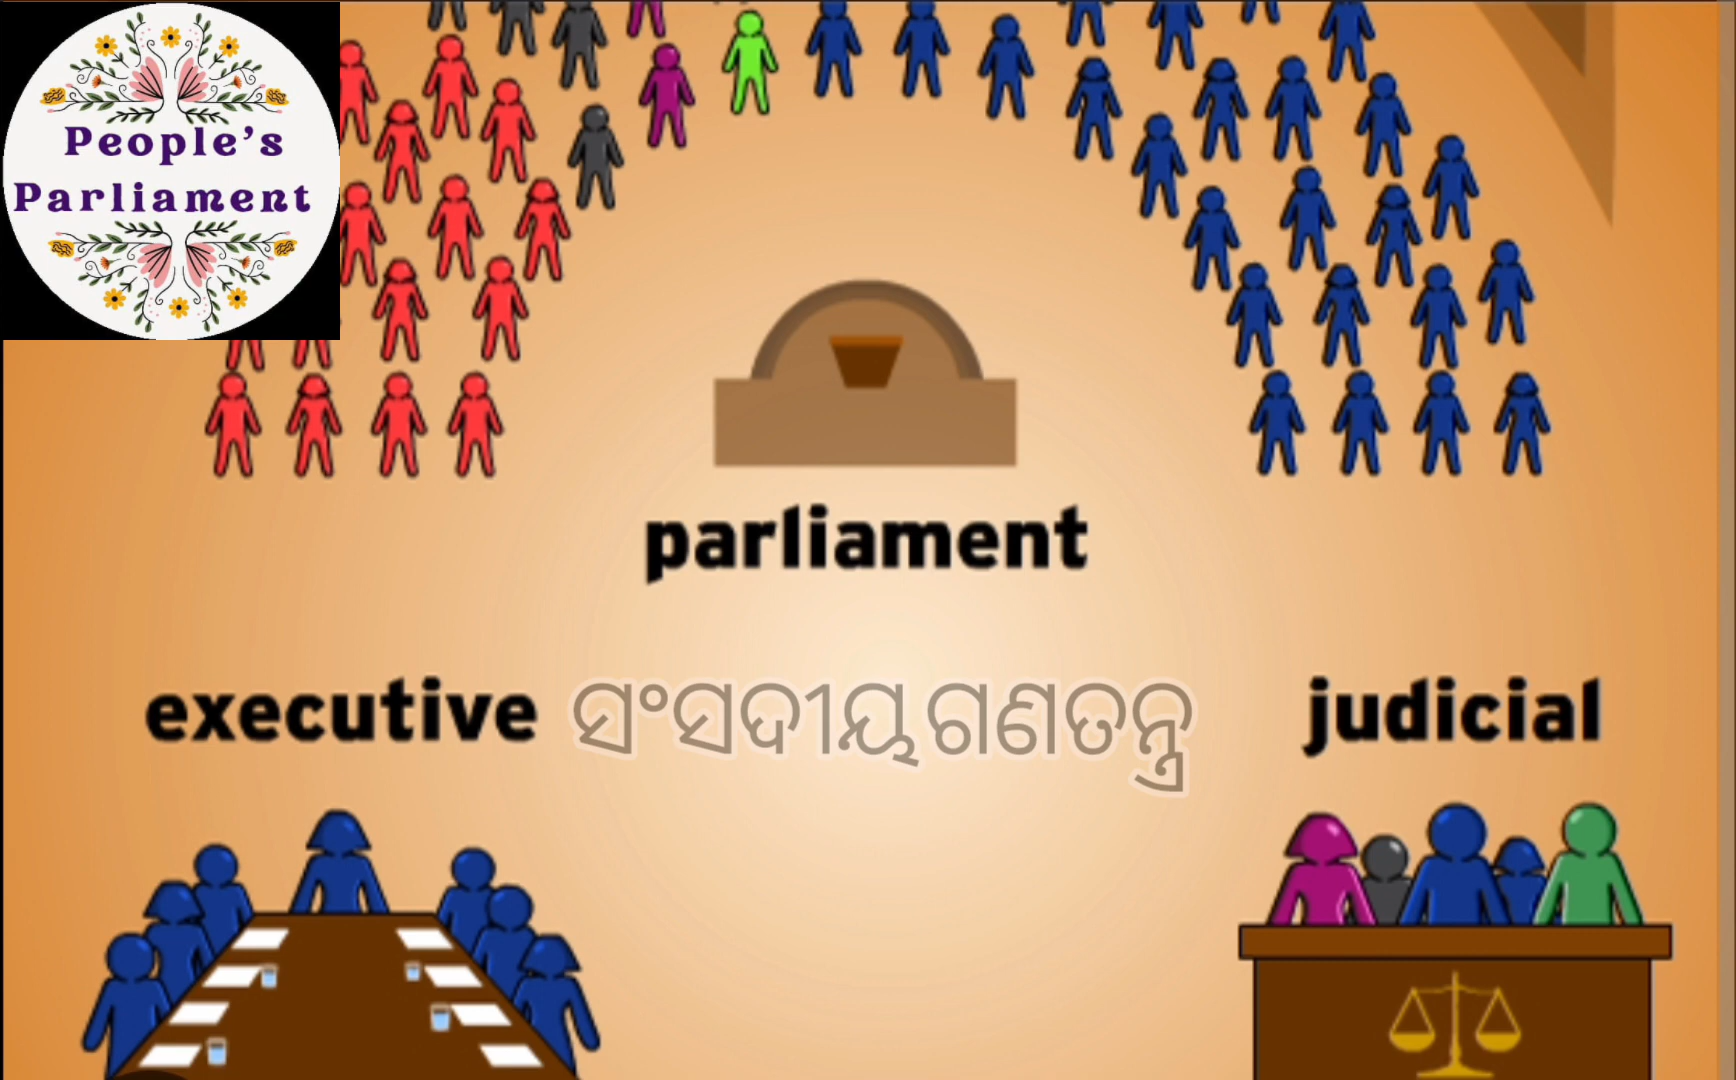 People's
Parliament
parliament
executive
ସଂସଦୀୟ ଗଣତନ୍ତ୍ର
judicial